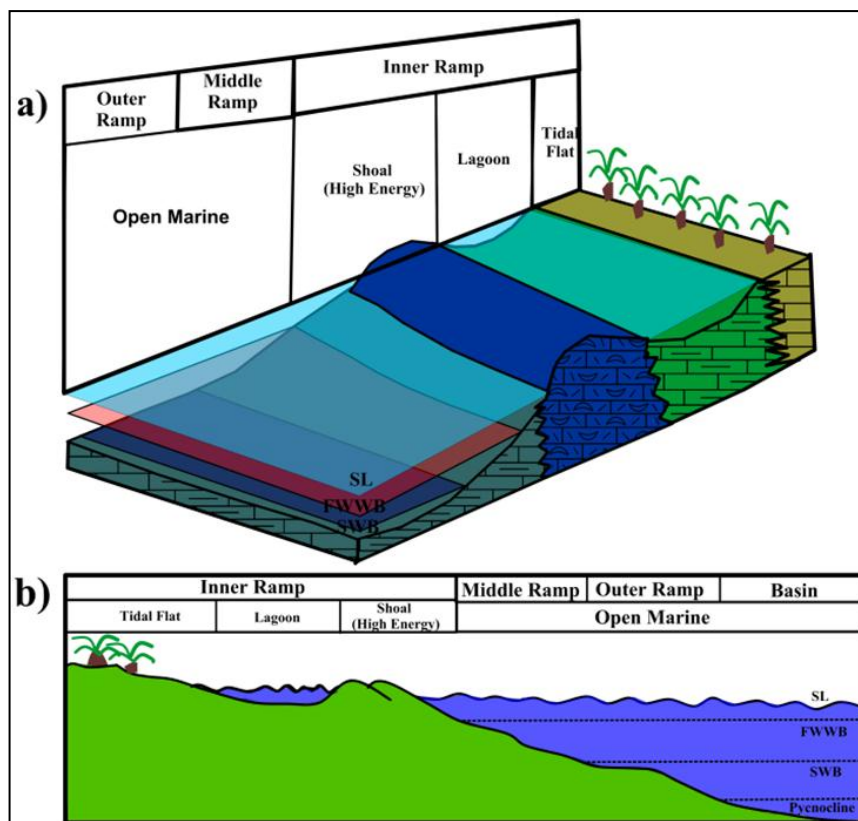 a)
Outer
Ramp
Middle
Ramp
Inner Ramp
Open Marine
Shoal
(High Energy)
Lagoon
Tidal
Flat
SL
FWWB
SWB
b)
Inner Ramp
Middle Ramp
Outer Ramp
Basin
Tidal Flat
Lagoon
Shoal
(High Energy)
Open Marine
SL
FWWB
SWB
Pycnocline